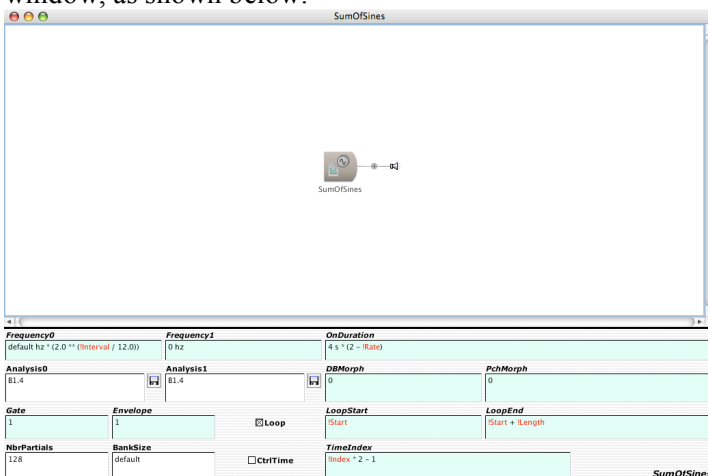 window, as shown below:
SumOfSines
SumOfSines
Frequency0 Frequency1 OnDuration
default hz * (2.0 ** (!Interval / 12.0)) 0 hz 4 s * (2 - !Rate)
Analysis0 Analysis1 DBMorph PchMorph
B1.4 B1.4 0 0
Gate Envelope Loop LoopStart LoopEnd
1 1 !Start !Start + !Length
NbrPartials BankSize CtrlTime TimeIndex
128 default !Index * 2 - 1
SumOfSines